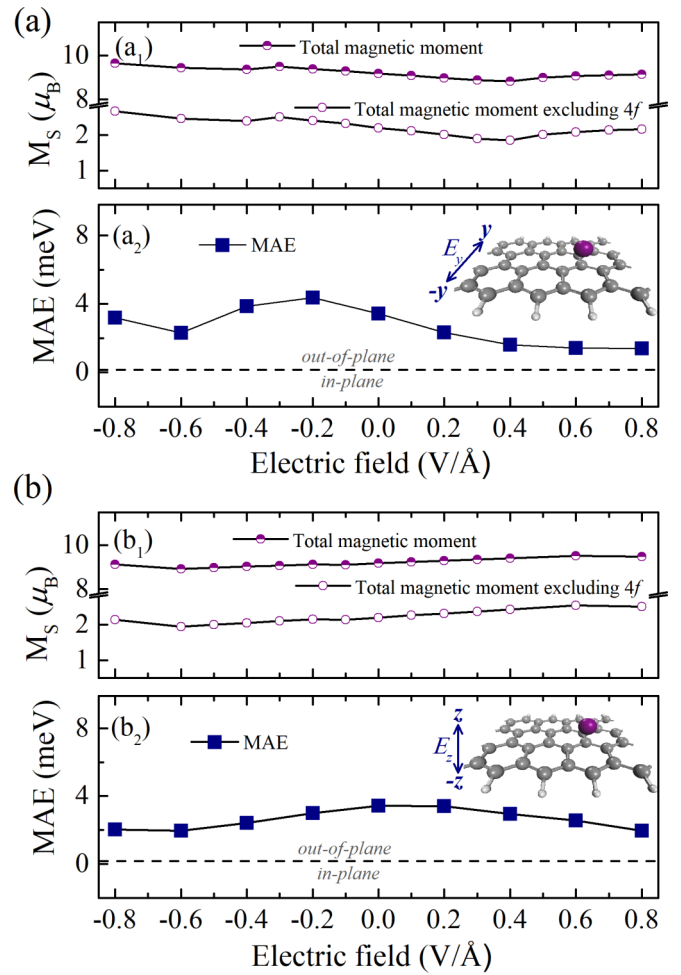 (a)
(a1)
Total magnetic moment
10
8
Total magnetic moment excluding 4f
2
1
MS (μB)
(a2)
MAE
y
Ey
-y
8
4
0
MAE (meV)
out-of-plane
in-plane
-0.8 -0.6 -0.4 -0.2 0.0 0.2 0.4 0.6 0.8
Electric field (V/Å)
(b)
(b1)
Total magnetic moment
10
8
Total magnetic moment excluding 4f
2
1
MS (μB)
(b2)
MAE
z
Ez
-z
8
4
0
MAE (meV)
out-of-plane
in-plane
-0.8 -0.6 -0.4 -0.2 0.0 0.2 0.4 0.6 0.8
Electric field (V/Å)